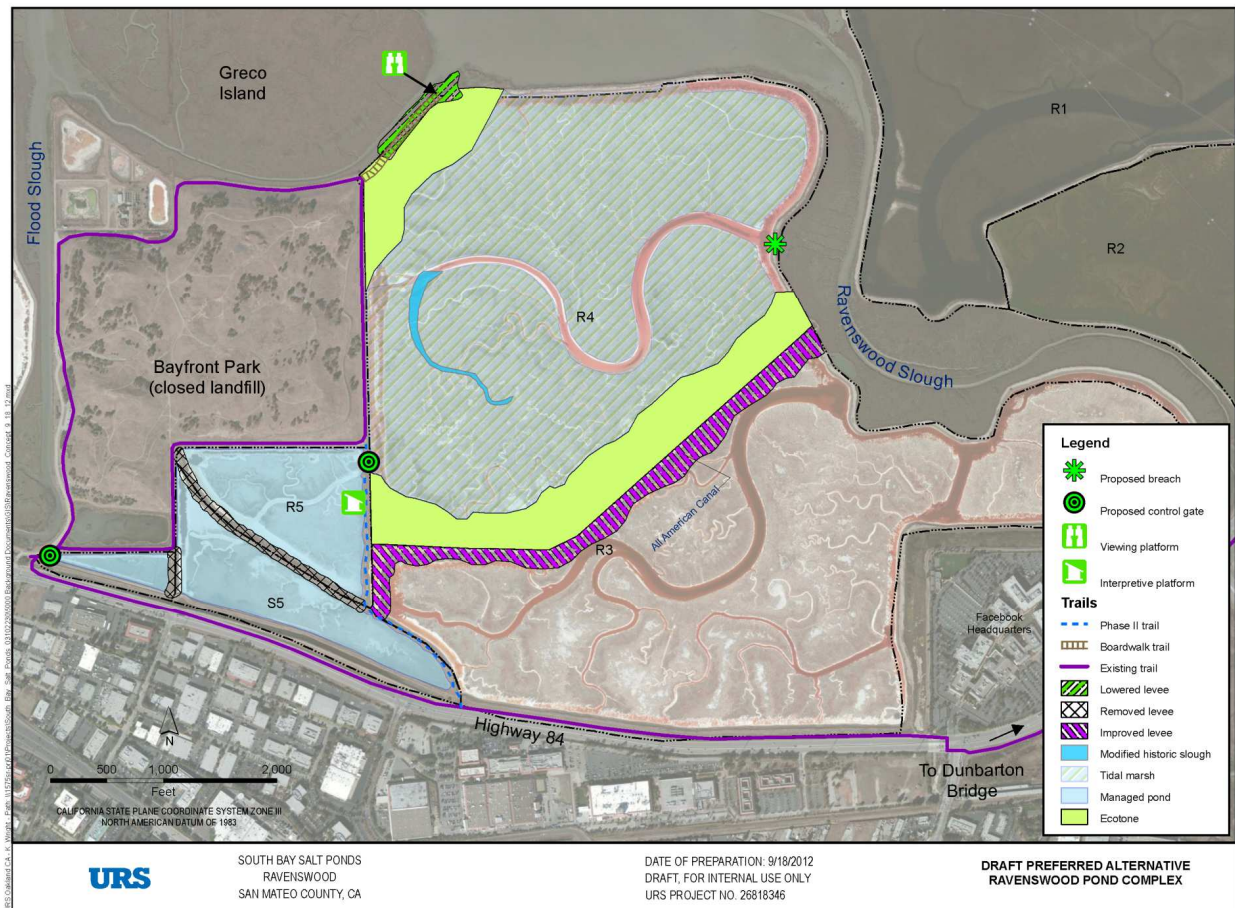 Greco
Island
Flood Slough
Bayfront Park
(closed landfill)
R1
R2
R4
Ravenswood Slough
R5
S5
R3
All American Canal
Facebook
Headquarters
Highway 84
To Dunbarton
Bridge
N
0 500 1,000 2,000
Feet
CALIFORNIA STATE PLANE COORDINATE SYSTEM ZONE III
NORTH AMERICAN DATUM OF 1983
Legend
Proposed breach
Proposed control gate
Viewing platform
Interpretive platform
Trails
Phase II trail
Boardwalk trail
Existing trail
Lowered levee
Removed levee
Improved levee
Modified historic slough
Tidal marsh
Managed pond
Ecotone
URS
SOUTH BAY SALT PONDS
RAVENSWOOD
SAN MATEO COUNTY, CA
DATE OF PREPARATION: 9/18/2012
DRAFT, FOR INTERNAL USE ONLY
URS PROJECT NO. 26818346
DRAFT PREFERRED ALTERNATIVE
RAVENSWOOD POND COMPLEX